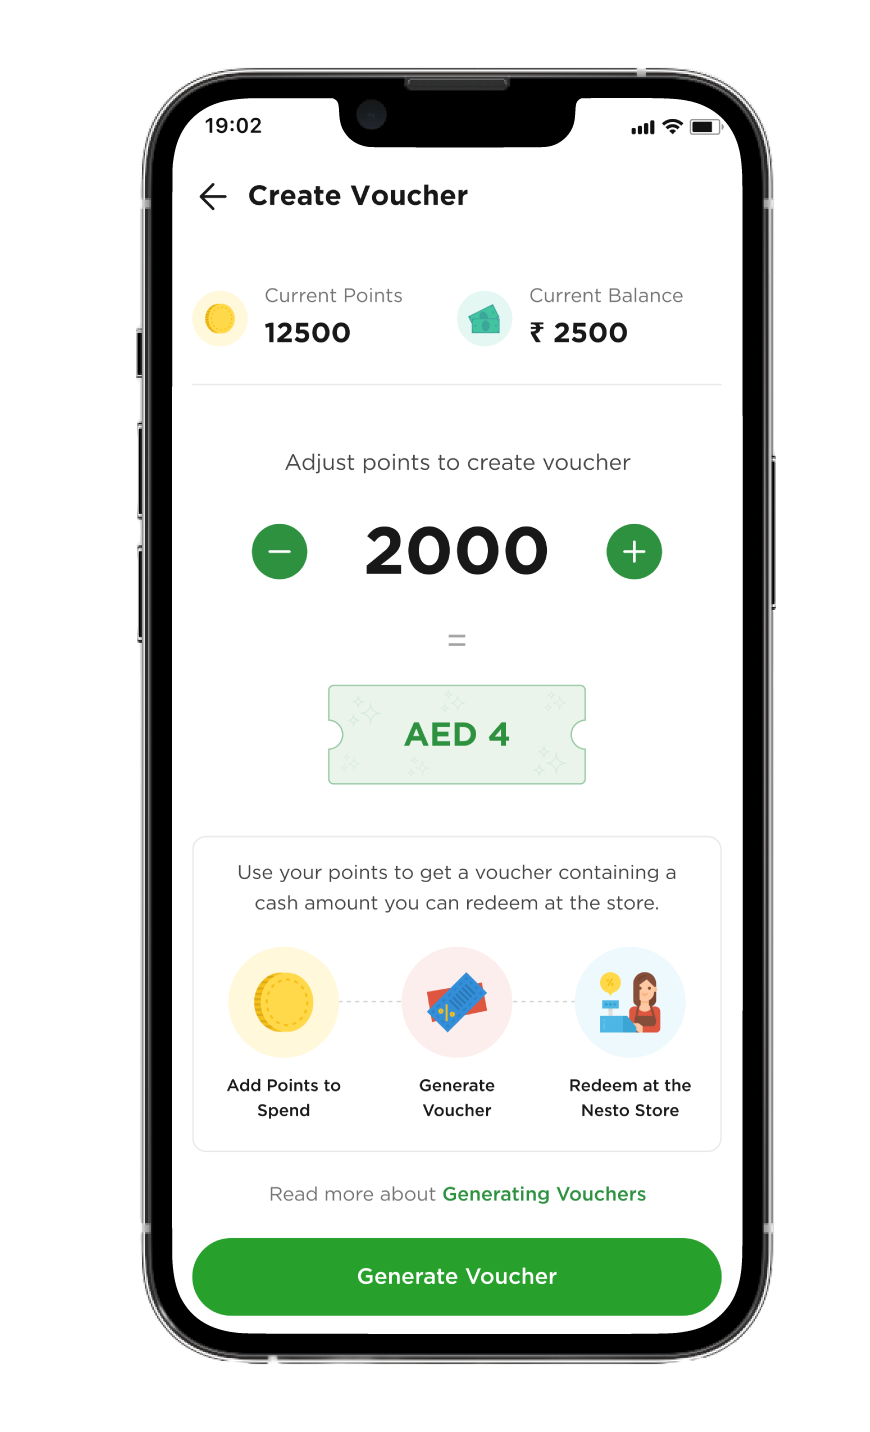 19:02
Create Voucher
Current Points
12500
Current Balance
₹ 2500
Adjust points to create voucher
− 2000 +
=
AED 4
Use your points to get a voucher containing a
cash amount you can redeem at the store.
Add Points to
Spend
Generate
Voucher
Redeem at the
Nesto Store
Read more about Generating Vouchers
Generate Voucher